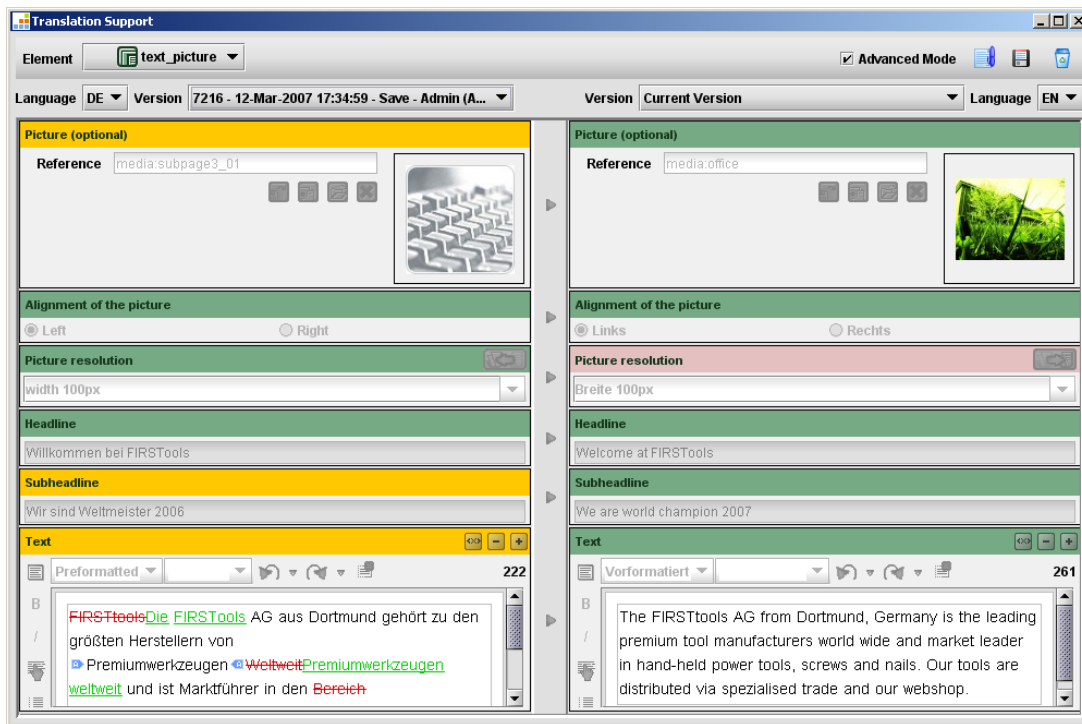 Translation Support
Element text_picture Advanced Mode
Language DE Version 7216 - 12-Mar-2007 17:34:59 - Save - Admin (A... Version Current Version Language EN
Picture (optional) Picture (optional)
Reference media:subpage3_01 Reference media:office
Alignment of the picture Alignment of the picture
Left Right Links Rechts
Picture resolution Picture resolution
width 100px Breite 100px
Headline Headline
Willkommen bei FIRSTools Welcome at FIRSTools
Subheadline Subheadline
Wir sind Weltmeister 2006 We are world champion 2007
Text Text
Preformatted 222 Vorformatiert 261
B B
I I
FIRSTtoolsDie FIRSTools AG aus Dortmund gehört zu den
größten Herstellern von
Premiumwerkzeugen WeltweitPremiumwerkzeugen
weltweit und ist Marktführer in den Bereich
The FIRSTtools AG from Dortmund, Germany is the leading
premium tool manufacturers world wide and market leader
in hand-held power tools, screws and nails. Our tools are
distributed via spezialised trade and our webshop.